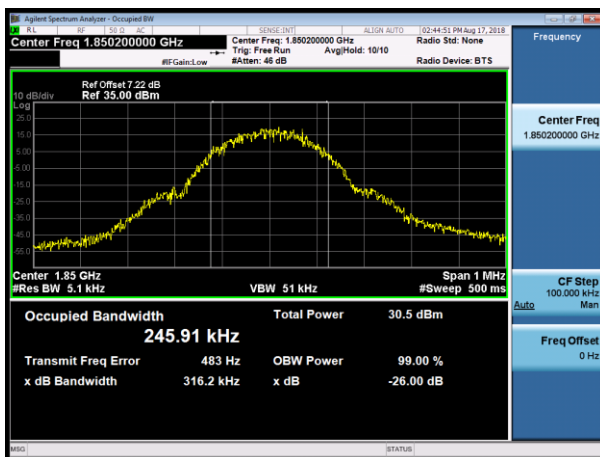 Agilent Spectrum Analyzer - Occupied BW
RL RF 50 Ω AC SENSE:INT ALIGN AUTO 02:44:51 PM Aug 17, 2018
Center Freq 1.850200000 GHz
Center Freq: 1.850200000 GHz
Radio Std: None
Trig: Free Run Avg|Hold: 10/10
#IFGain:Low
#Atten: 46 dB
Radio Device: BTS
Ref Offset 7.22 dB
10 dB/div
Ref 35.00 dBm
Log
25.0
15.0
5.00
-5.00
-15.0
-25.0
-35.0
-45.0
-55.0
Center 1.85 GHz
Span 1 MHz
#Res BW 5.1 kHz
VBW 51 kHz
#Sweep 500 ms
Occupied Bandwidth
Total Power 30.5 dBm
245.91 kHz
Transmit Freq Error 483 Hz
OBW Power 99.00 %
x dB Bandwidth 316.2 kHz
x dB -26.00 dB
MSG
STATUS
Frequency
Center Freq
1.850200000 GHz
CF Step
100.000 kHz
Auto Man
Freq Offset
0 Hz